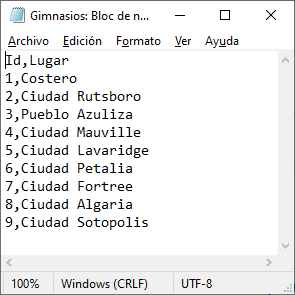 Gimnasios: Bloc de n...
Archivo Edición Formato Ver Ayuda
Id,Lugar
1,Costero
2,Ciudad Rutsboro
3,Pueblo Azuliza
4,Ciudad Mauville
5,Ciudad Lavaridge
6,Ciudad Petalia
7,Ciudad Fortree
8,Ciudad Algaria
9,Ciudad Sotopolis
100% Windows (CRLF) UTF-8